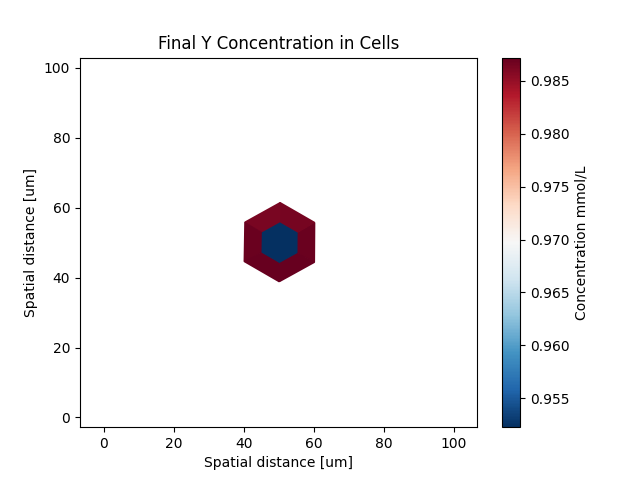 Final Y Concentration in Cells
100
80
60
40
20
0
Spatial distance [um]
0 20 40 60 80 100
Spatial distance [um]
0.985
0.980
0.975
0.970
0.965
0.960
0.955
Concentration mmol/L